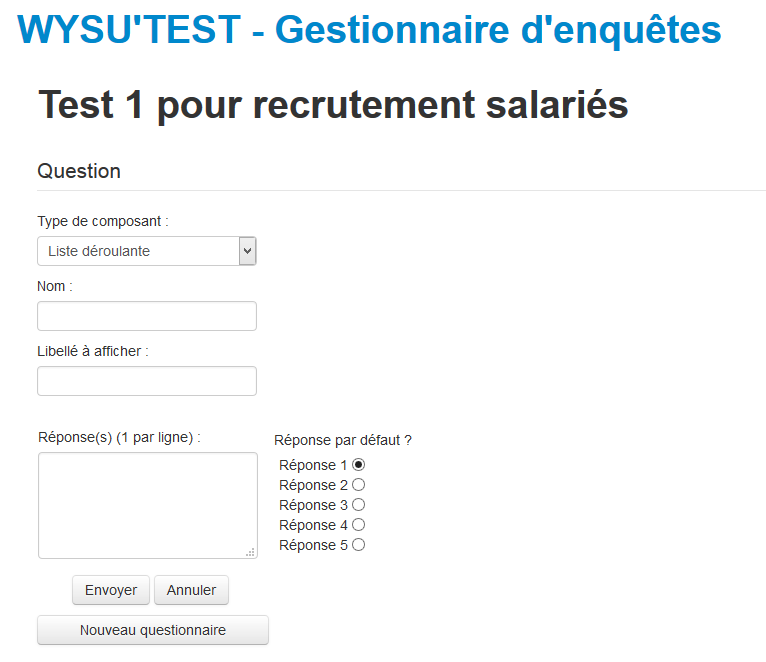 WYSU'TEST - Gestionnaire d'enquêtes
Test 1 pour recrutement salariés
Question
Type de composant :
Liste déroulante
Nom :
Libellé à afficher :
Réponse(s) (1 par ligne) :
Réponse par défaut ?
Réponse 1
Réponse 2
Réponse 3
Réponse 4
Réponse 5
Envoyer Annuler
Nouveau questionnaire